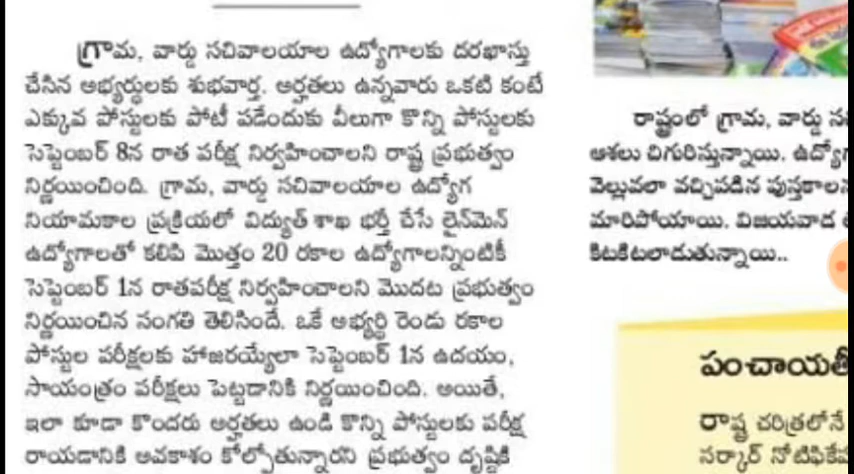 గ్రామ, వార్డు సచివాలయాల ఉద్యోగాలకు దరఖాస్తు
చేసిన అభ్యర్థులకు శుభవార్త. అర్హతలు ఉన్నవారు ఒకటి కంటే
ఎక్కువ పోస్టులకు పోటీ పడేందుకు వీలుగా కొన్ని పోస్టులకు
సెప్టెంబర్ 8న రాత పరీక్ష నిర్వహించాలని రాష్ట్ర ప్రభుత్వం
నిర్ణయించింది. గ్రామ, వార్డు సచివాలయాల ఉద్యోగ
నియామకాల ప్రక్రియలో విద్యుత్ శాఖ భర్తీ చేసే లైన్‌మెన్
ఉద్యోగాలతో కలిపి మొత్తం 20 రకాల ఉద్యోగాలన్నింటికీ
సెప్టెంబర్ 1న రాతపరీక్ష నిర్వహించాలని మొదట ప్రభుత్వం
నిర్ణయించిన సంగతి తెలిసిందే. ఒకే అభ్యర్థి రెండు రకాల
పోస్టుల పరీక్షలకు హాజరయ్యేలా సెప్టెంబర్ 1న ఉదయం,
సాయంత్రం పరీక్షలు పెట్టడానికి నిర్ణయించింది. అయితే,
ఇలా కూడా కొందరు అర్హతలు ఉండి కొన్ని పోస్టులకు పరీక్ష
రాయడానికి అవకాశం కోల్పోతున్నారని ప్రభుత్వం దృష్టికి
రాష్ట్రంలో గ్రామ, వార్డు
ఆశలు చిగురిస్తున్నాయి.
వెల్లువలా వచ్చిపడిన
మారిపోయాయి. విజయవాడ
కిటకిటలాడుతున్నాయి..
పంచాయతీ
రాష్ట్ర చరిత్రలోనే
సర్కార్